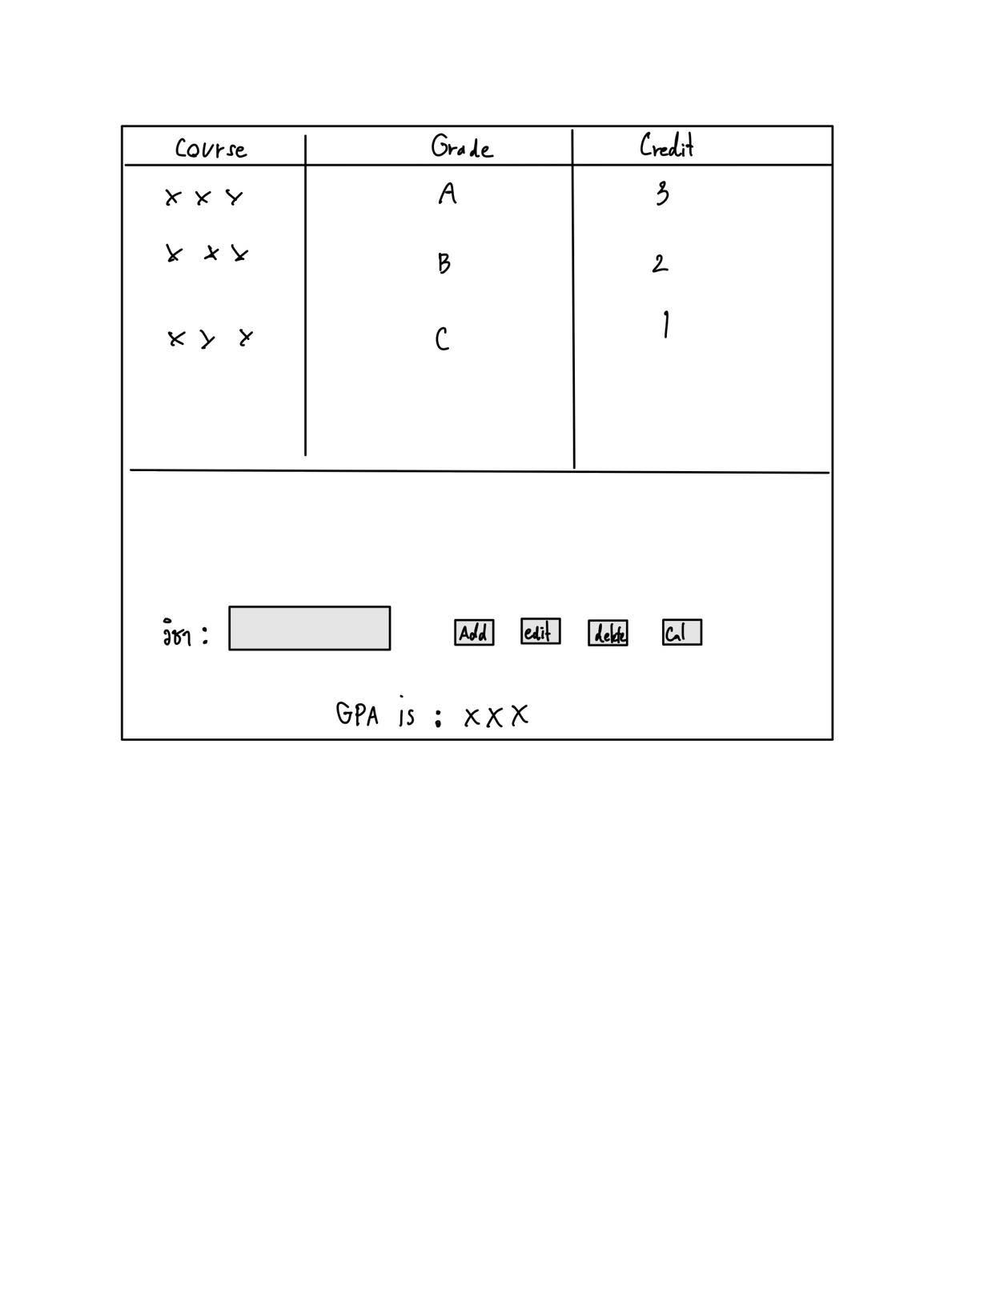 Course Grade Credit
x x x A 3
x x x B 2
x x x C 1
วิชา : Add edit delete Cal
GPA is : XXX